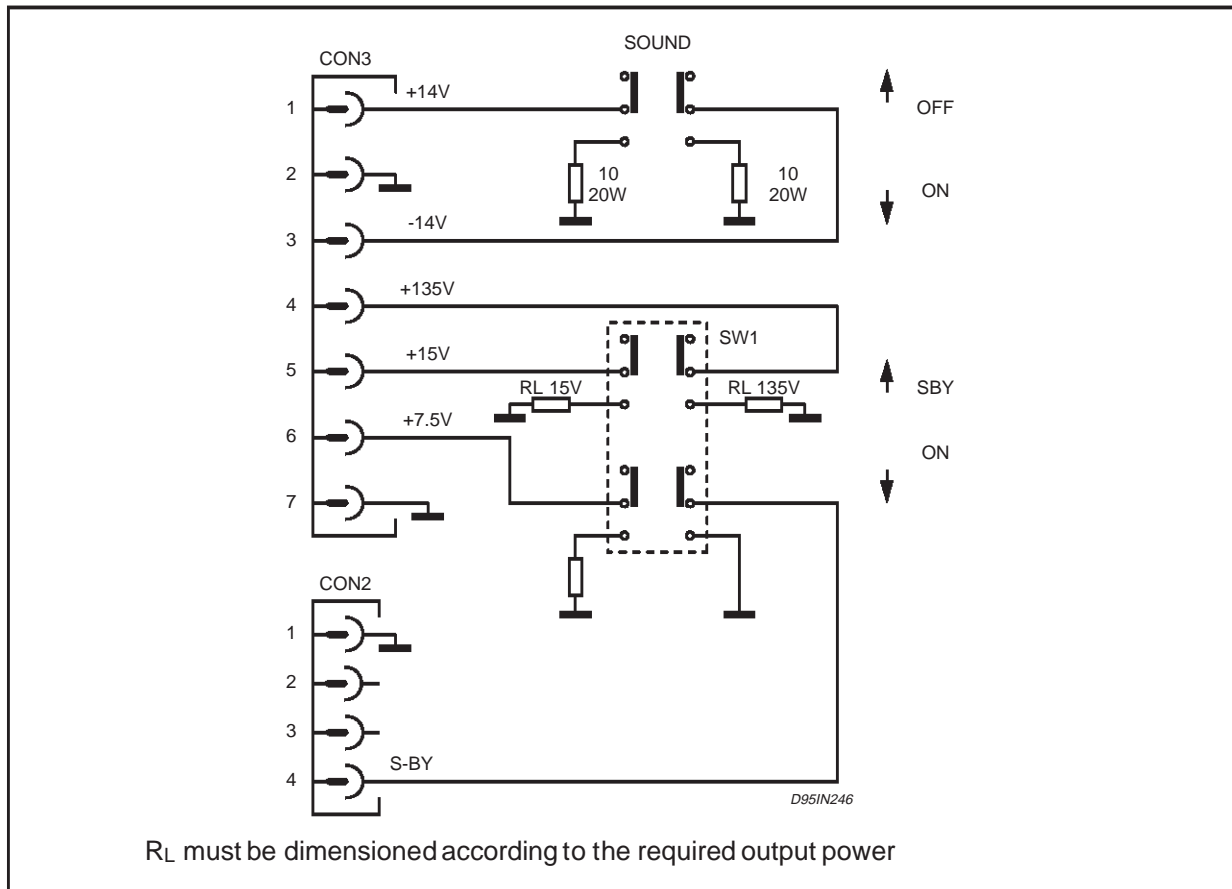 SOUND
CON3
+14V
1
OFF
10
20W
10
20W
2
ON
-14V
3
+135V
4
SW1
+15V
5
RL 15V
RL 135V
SBY
+7.5V
6
ON
7
CON2
1
2
3
S-BY
4
D95IN246
RL must be dimensioned according to the required output power